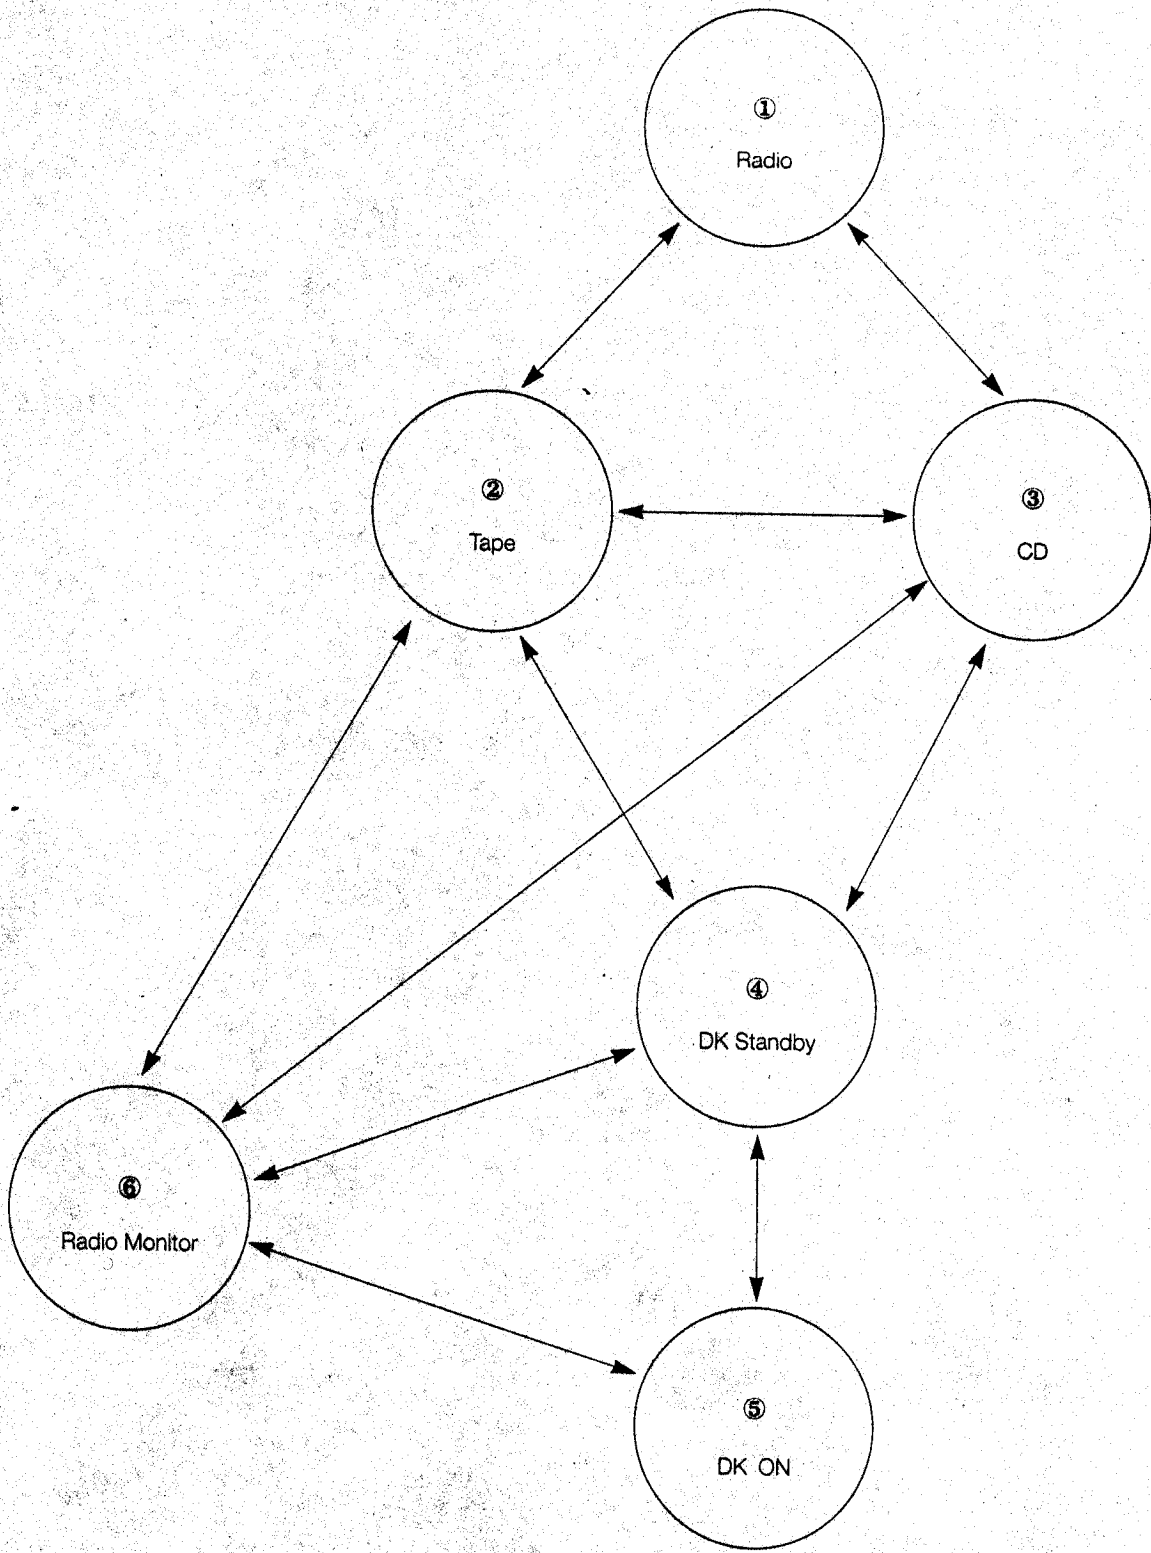 ①
Radio
②
Tape
③
CD
④
DK Standby
⑥
Radio Monitor
⑤
DK ON